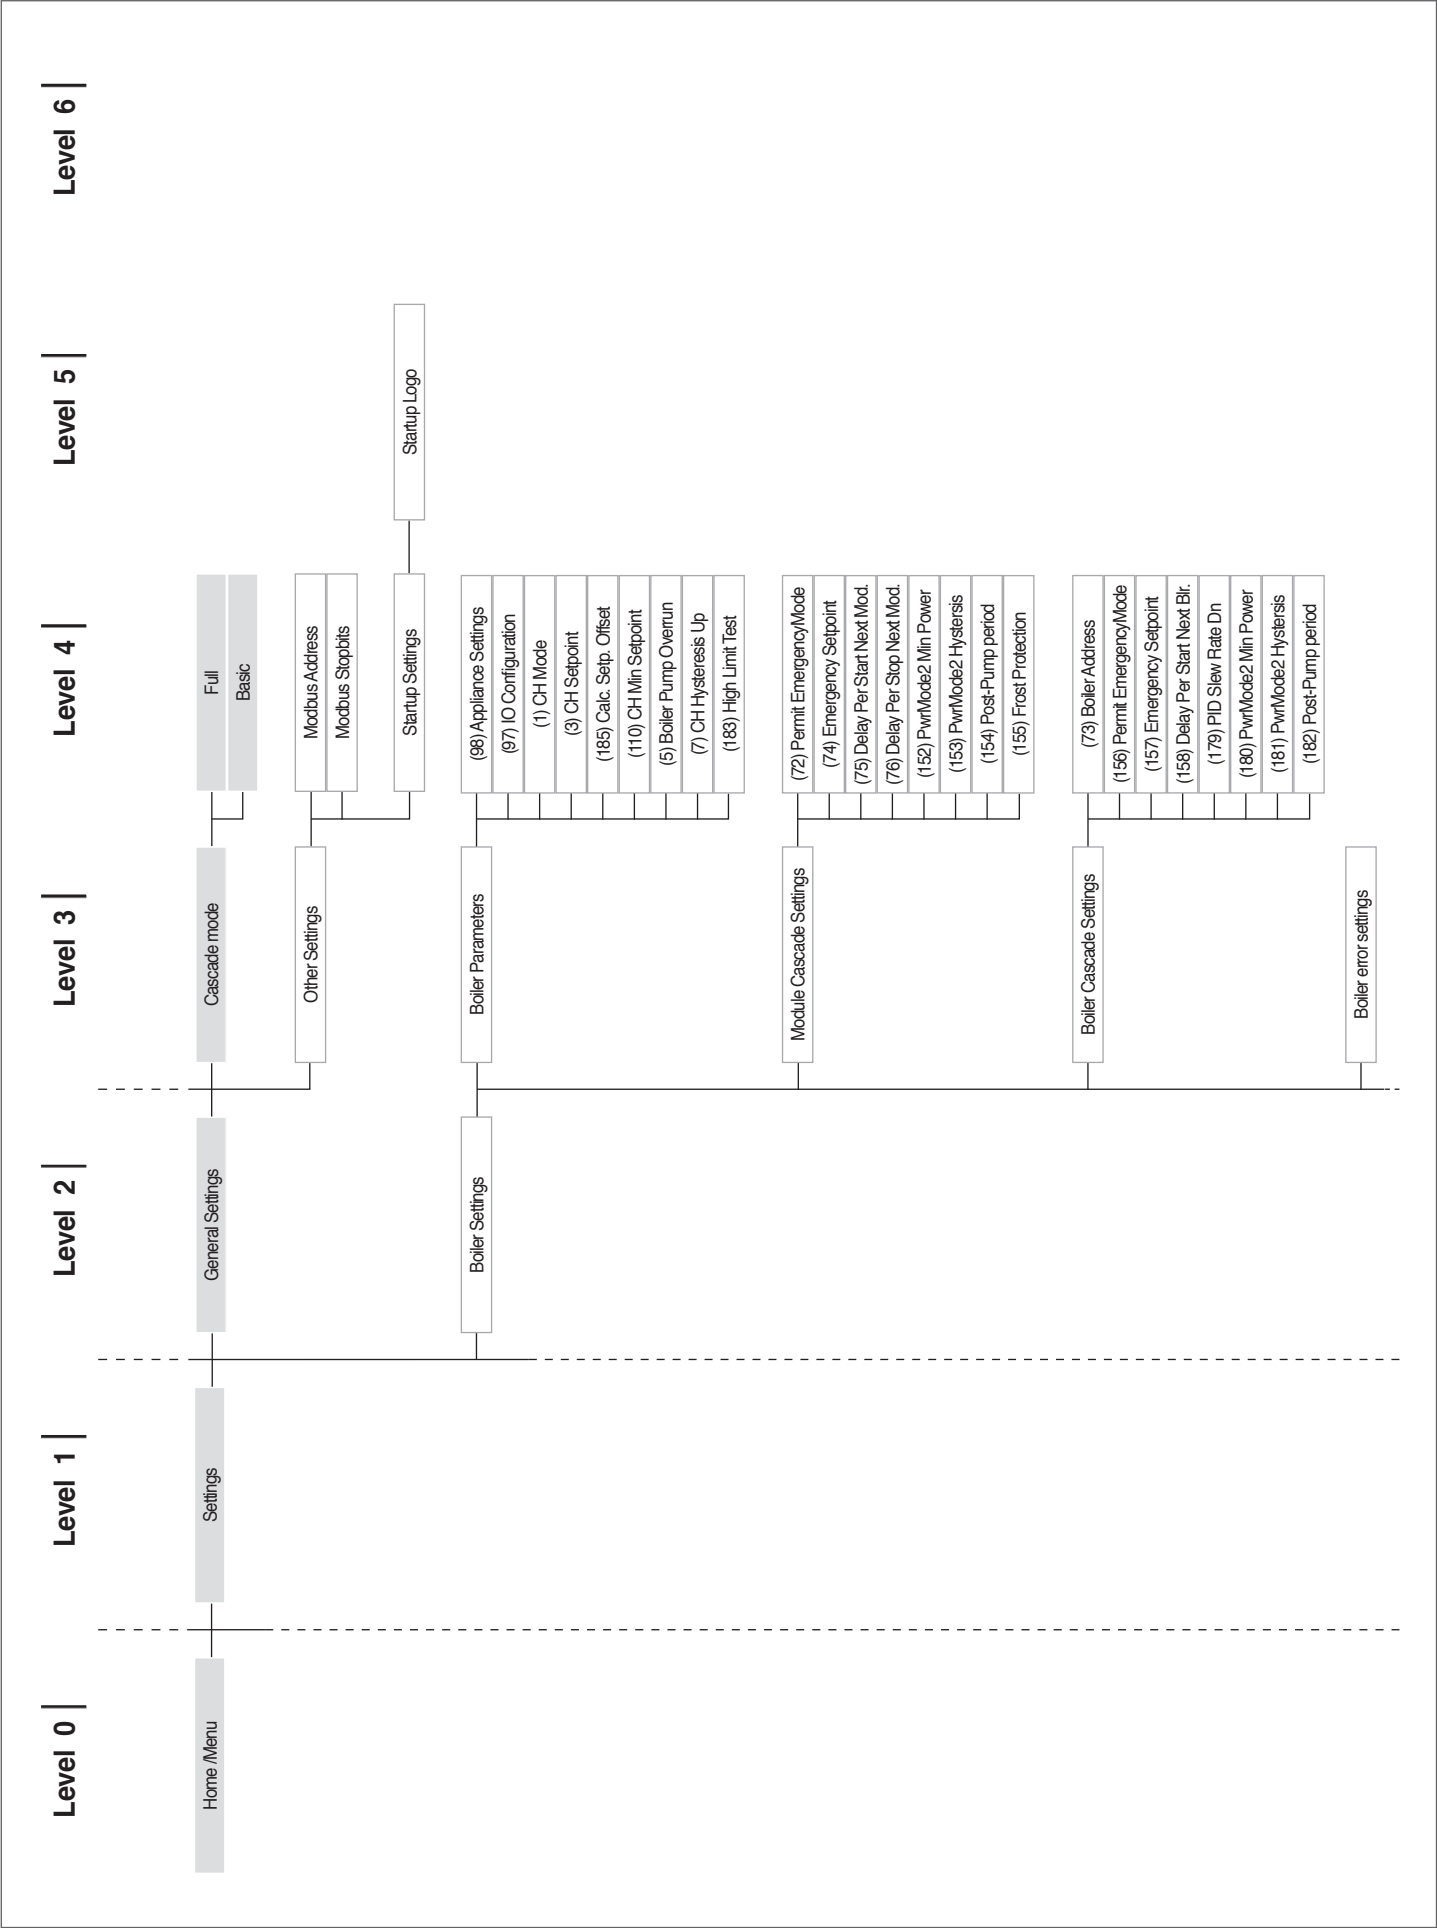 Level 0
Level 1
Level 2
Level 3
Level 4
Level 5
Level 6
Home /Menu
Settings
General Settings
Cascade mode
Full
Basic
Other Settings
Modbus Address
Modbus Stopbits
Startup Settings
Startup Logo
Boiler Settings
Boiler Parameters
(98) Appliance Settings
(97) IO Configuration
(1) CH Mode
(3) CH Setpoint
(185) Calc. Setp. Offset
(110) CH Min Setpoint
(5) Boiler Pump Overrun
(7) CH Hysteresis Up
(183) High Limit Test
Module Cascade Settings
(72) Permit EmergencyMode
(74) Emergency Setpoint
(75) Delay Per Start Next Mod.
(76) Delay Per Stop Next Mod.
(152) PwrMode2 Min Power
(153) PwrMode2 Hystersis
(154) Post-Pump period
(155) Frost Protection
Boiler Cascade Settings
(73) Boiler Address
(156) Permit EmergencyMode
(157) Emergency Setpoint
(158) Delay Per Start Next Blr.
(179) PID Slew Rate Dn
(180) PwrMode2 Min Power
(181) PwrMode2 Hystersis
(182) Post-Pump period
Boiler error settings